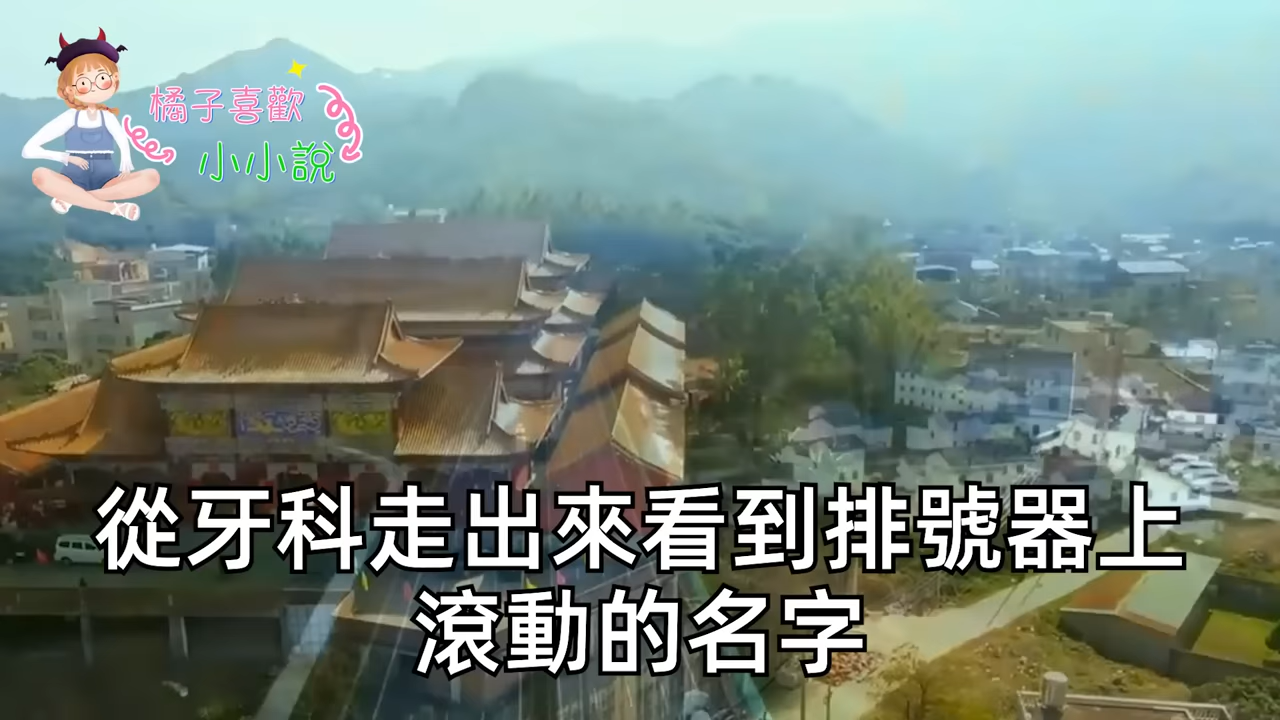 橘子喜歡
小小說
從牙科走出來看到排號器上
滾動的名字